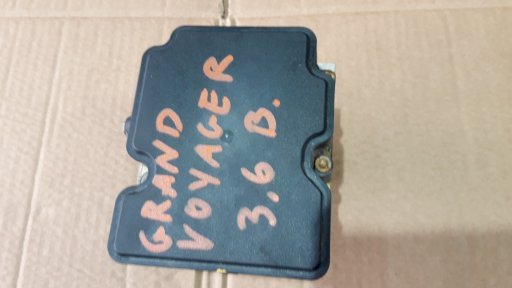 GRAND
VOYAGER
3.6 B.